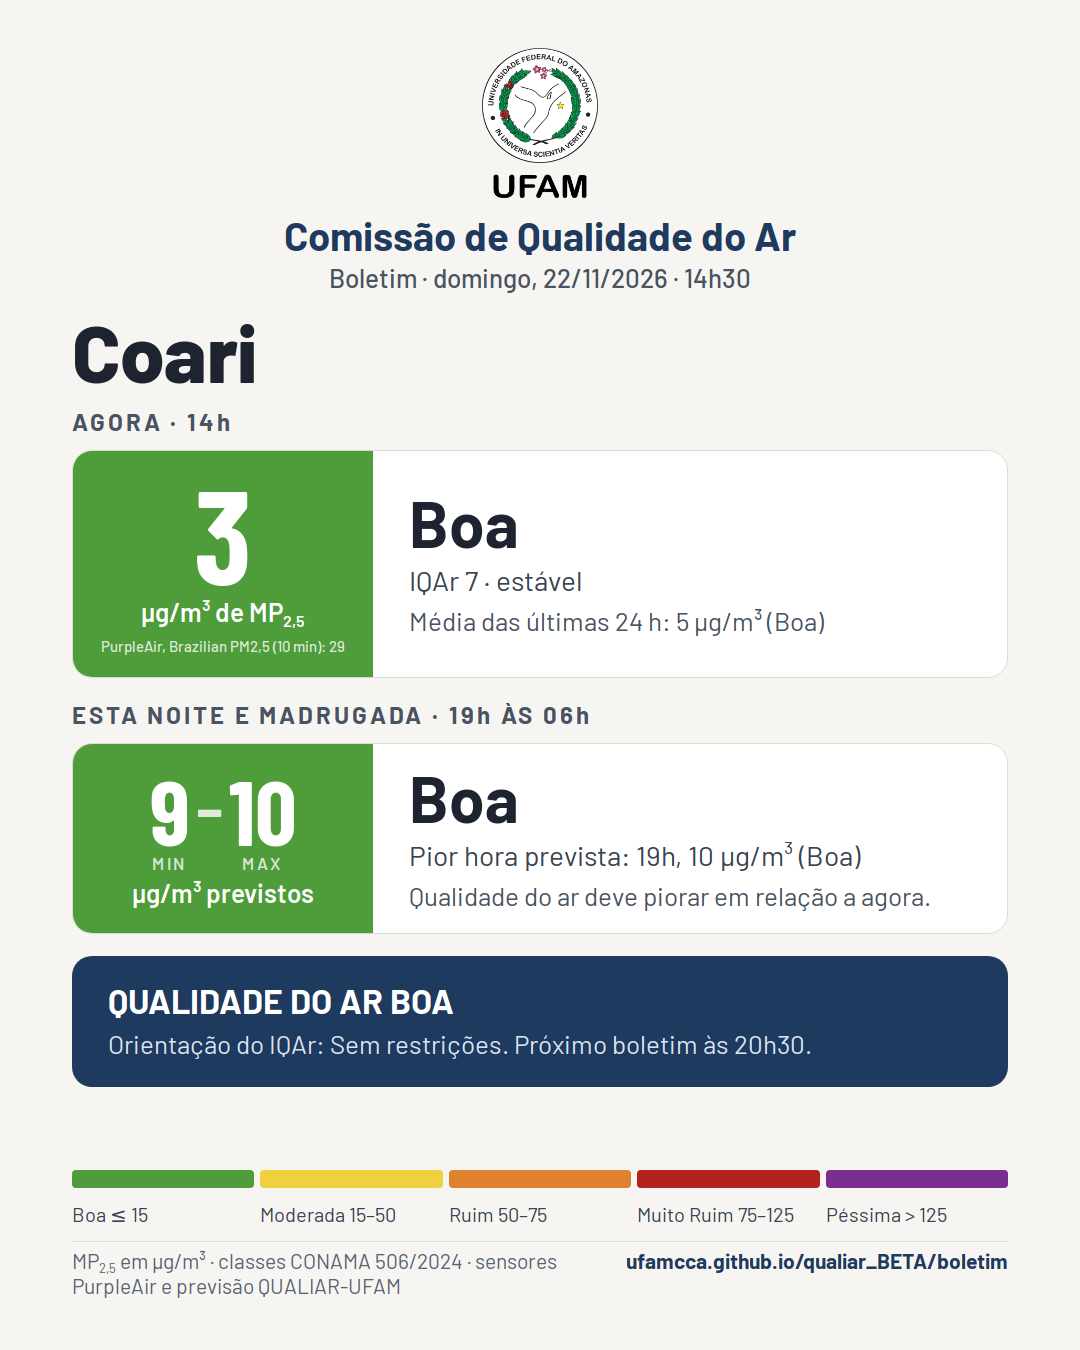 UNIVERSIDADE FEDERAL DO AMAZONAS
IN UNIVERSA SCIENTIA VERITAS
UFAM
Comissão de Qualidade do Ar
Boletim · domingo, 22/11/2026 · 14h30
Coari
AGORA · 14h
3
µg/m³ de MP2,5
PurpleAir, Brazilian PM2,5 (10 min): 29
Boa
IQAr 7 · estável
Média das últimas 24 h: 5 µg/m³ (Boa)
ESTA NOITE E MADRUGADA · 19h ÀS 06h
9-10
MIN MAX
µg/m³ previstos
Boa
Pior hora prevista: 19h, 10 µg/m³ (Boa)
Qualidade do ar deve piorar em relação a agora.
QUALIDADE DO AR BOA
Orientação do IQAr: Sem restrições. Próximo boletim às 20h30.
Boa ≤ 15
Moderada 15–50
Ruim 50–75
Muito Ruim 75–125
Péssima > 125
MP2,5 em µg/m³ · classes CONAMA 506/2024 · sensores
PurpleAir e previsão QUALIAR-UFAM
ufamcca.github.io/qualiar_BETA/boletim